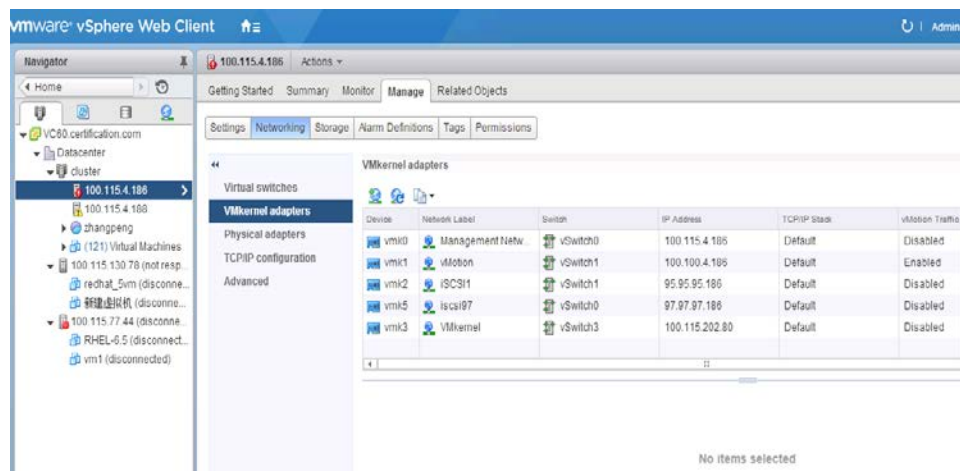 vmware vSphere Web Client
Admin
Navigator
Home
VC60.certification.com
Datacenter
cluster
100.115.4.186
100.115.4.188
zhangpeng
(121) Virtual Machines
100.115.130.78 (not resp...
redhat_5vm (disconne...
新建虚拟机 (disconne...
100.115.77.44 (disconne...
RHEL-6.5 (disconnect...
vm1 (disconnected)
100.115.4.186 Actions
Getting Started Summary Monitor Manage Related Objects
Settings Networking Storage Alarm Definitions Tags Permissions
Virtual switches
VMkernel adapters
Physical adapters
TCP/IP configuration
Advanced
VMkernel adapters
Device Network Label Switch IP Address TCP/IP Stack vMotion Traffic
vmk0 Management Netw... vSwitch0 100.115.4.186 Default Disabled
vmk1 vMotion vSwitch1 100.100.4.186 Default Enabled
vmk2 iSCSI1 vSwitch1 95.95.95.186 Default Disabled
vmk5 iscsi97 vSwitch0 97.97.97.186 Default Disabled
vmk3 VMkernel vSwitch3 100.115.202.80 Default Disabled
No items selected